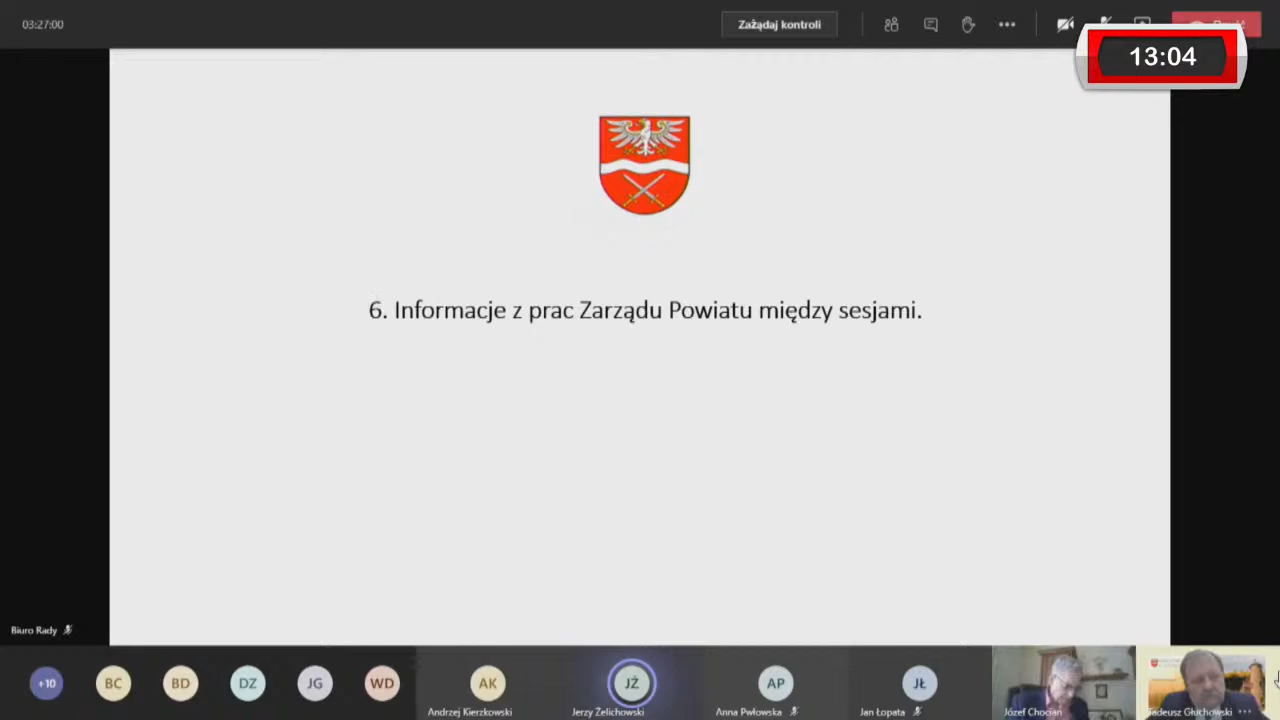 03:27:00
Zażądaj kontroli
13:04
6. Informacje z prac Zarządu Powiatu między sesjami.
Biuro Rady
+10
BC
BD
DZ
JG
WD
AK
JŻ
AP
JŁ
Andrzej Kierzkowski
Jerzy Żelichowski
Anna Pwłowska
Jan Łopata
Józef Chocian
Tadeusz Głuchowski